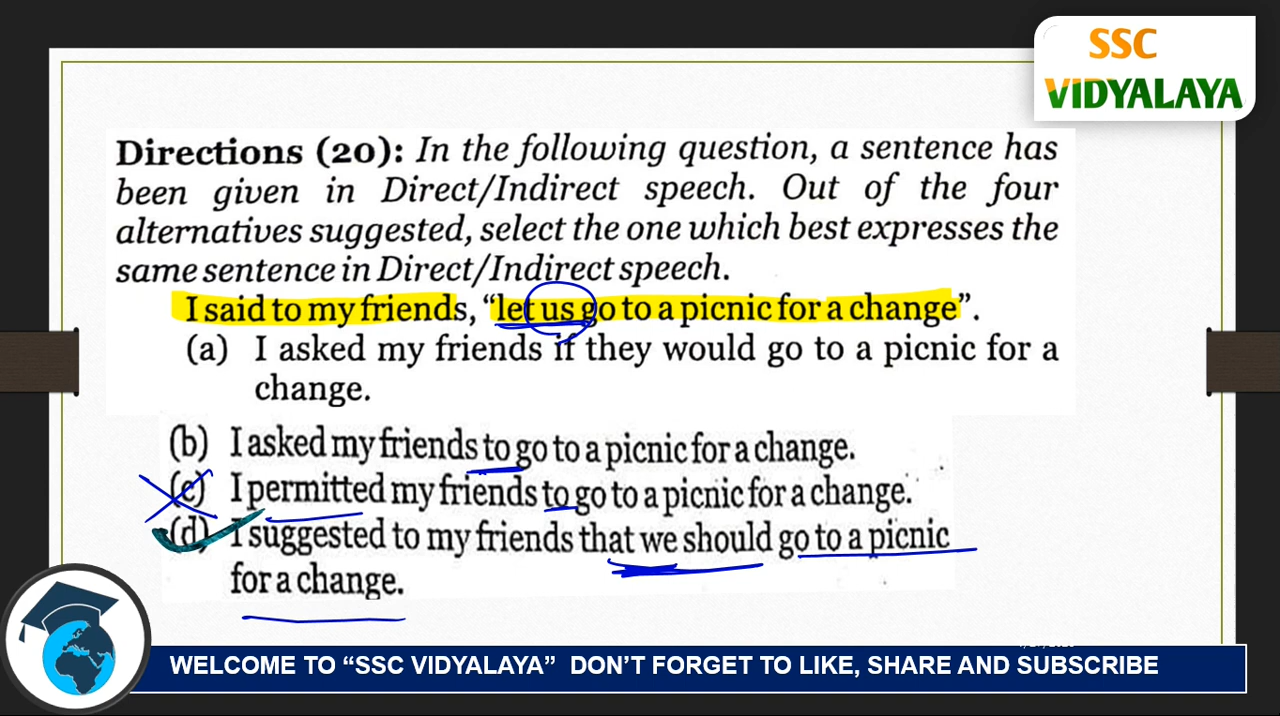 SSC
VIDYALAYA
Directions (20): In the following question, a sentence has
been given in Direct/Indirect speech. Out of the four
alternatives suggested, select the one which best expresses the
same sentence in Direct/Indirect speech.
I said to my friends, “let us go to a picnic for a change”.
(a) I asked my friends if they would go to a picnic for a
change.
(b) I asked my friends to go to a picnic for a change.
(c) I permitted my friends to go to a picnic for a change.
(d) I suggested to my friends that we should go to a picnic
for a change.
WELCOME TO “SSC VIDYALAYA” DON’T FORGET TO LIKE, SHARE AND SUBSCRIBE